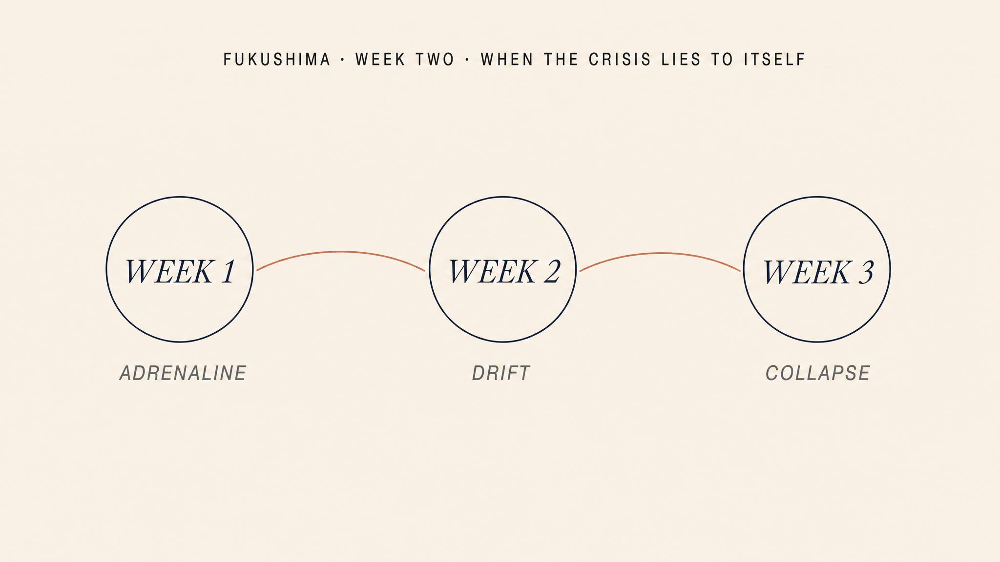 FUKUSHIMA · WEEK TWO · WHEN THE CRISIS LIES TO ITSELF
WEEK 1
WEEK 2
WEEK 3
ADRENALINE
DRIFT
COLLAPSE